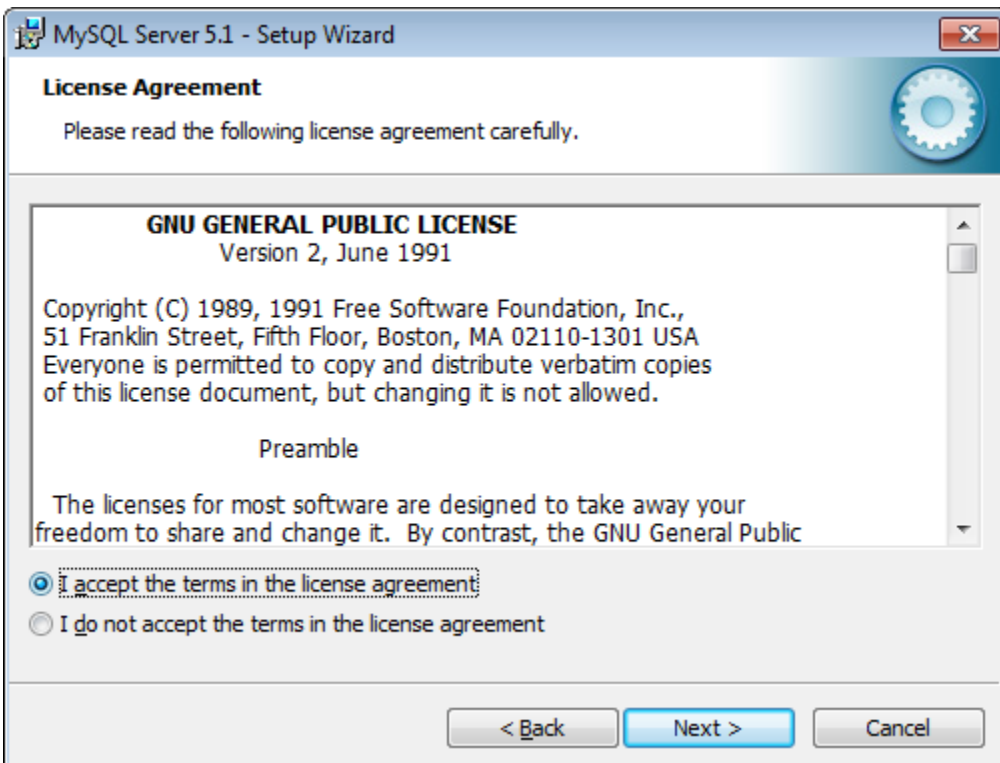 MySQL Server 5.1 - Setup Wizard
License Agreement
Please read the following license agreement carefully.
GNU GENERAL PUBLIC LICENSE
Version 2, June 1991
Copyright (C) 1989, 1991 Free Software Foundation, Inc.,
51 Franklin Street, Fifth Floor, Boston, MA 02110-1301 USA
Everyone is permitted to copy and distribute verbatim copies
of this license document, but changing it is not allowed.
Preamble
The licenses for most software are designed to take away your
freedom to share and change it.  By contrast, the GNU General Public
I accept the terms in the license agreement
I do not accept the terms in the license agreement
< Back
Next >
Cancel